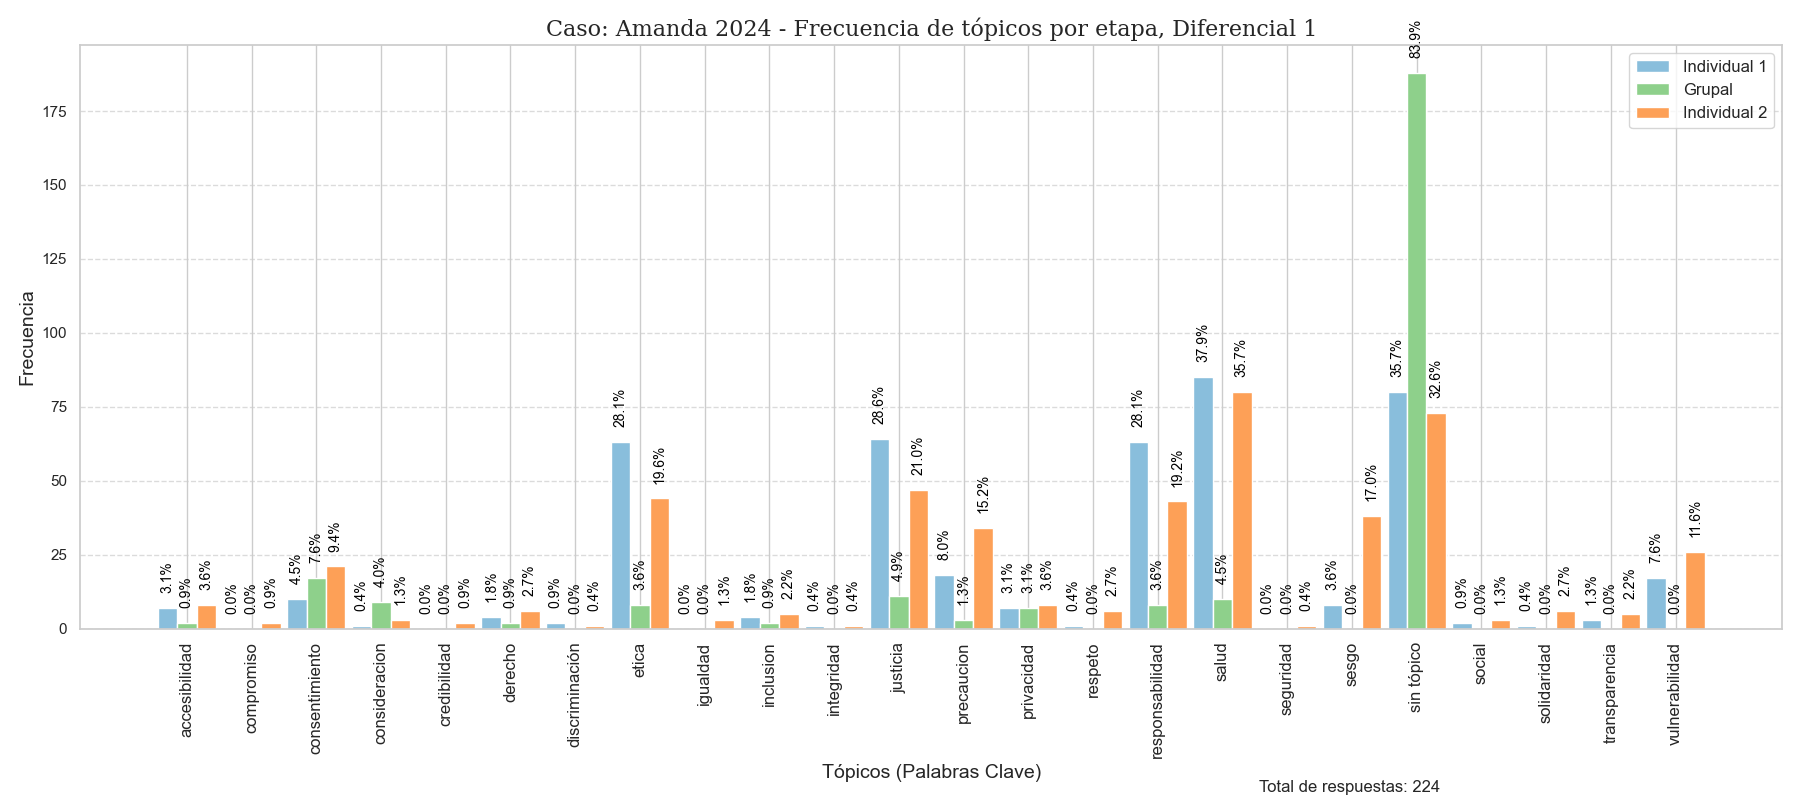 Caso: Amanda 2024 - Frecuencia de tópicos por etapa, Diferencial 1
Individual 1
Grupal
Individual 2
Frecuencia
175
150
125
100
75
50
25
0
3.1% 0.9% 3.6%
0.0% 0.0% 0.9%
4.5% 7.6% 9.4%
0.4% 4.0% 1.3%
0.0% 0.0% 0.9%
1.8% 0.9% 2.7%
0.9% 0.0% 0.4%
28.1% 3.6% 19.6%
0.0% 0.0% 1.3%
1.8% 0.9% 2.2%
0.4% 0.0% 0.4%
28.6% 4.9% 21.0%
8.0% 1.3% 15.2%
3.1% 3.1% 3.6%
0.4% 0.0% 2.7%
28.1% 3.6% 19.2%
37.9% 4.5% 35.7%
0.0% 0.0% 0.4%
3.6% 0.0% 17.0%
35.7% 83.9% 32.6%
0.9% 0.0% 1.3%
0.4% 0.0% 2.7%
1.3% 0.0% 2.2%
7.6% 0.0% 11.6%
accesibilidad
compromiso
consentimiento
consideracion
credibilidad
derecho
discriminación
etica
igualdad
inclusion
integridad
justicia
precaucion
privacidad
respeto
responsabilidad
salud
seguridad
sesgo
sin tópico
social
solidaridad
transparencia
vulnerabilidad
Tópicos (Palabras Clave)
Total de respuestas: 224